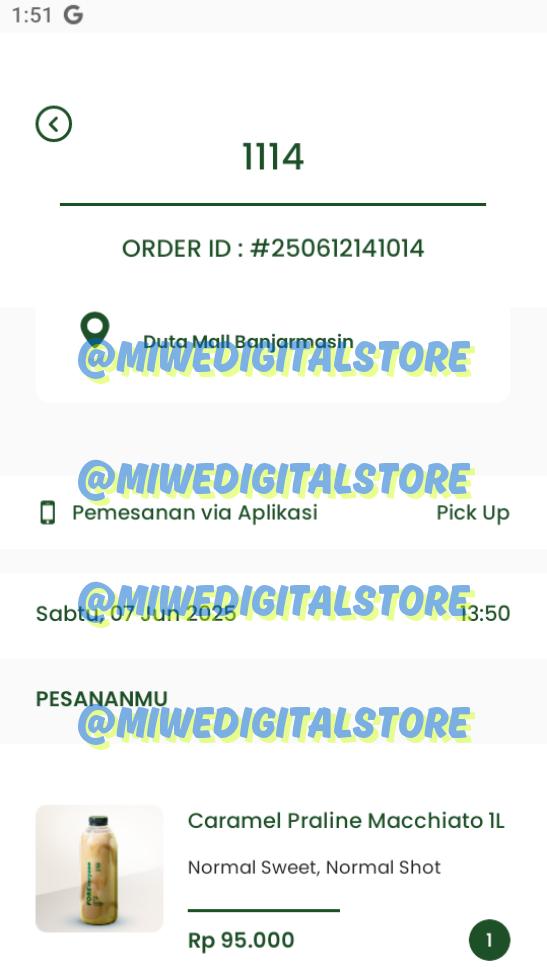 1:51 G
1114
ORDER ID : #250612141014
Duta Mall Banjarmasin
@MIWEDIGITALSTORE
@MIWEDIGITALSTORE
Pemesanan via Aplikasi Pick Up
@MIWEDIGITALSTORE
Sabtu, 07 Jun 2025 13:50
PESANANMU
@MIWEDIGITALSTORE
Caramel Praline Macchiato 1L
Normal Sweet, Normal Shot
FORE
Rp 95.000 1